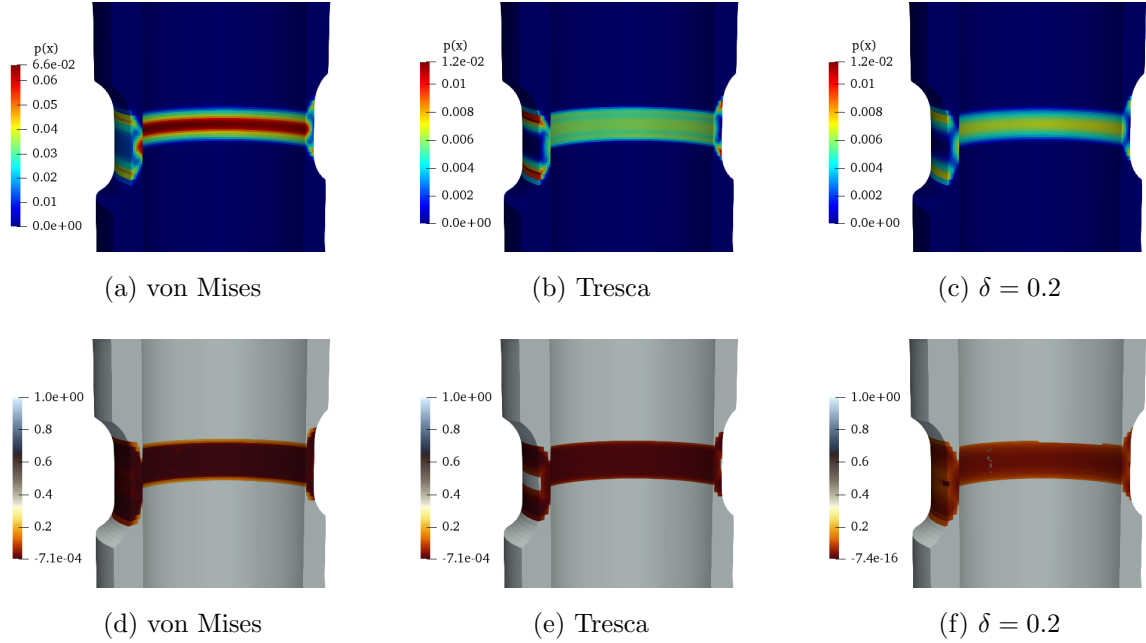 p(x)
6.6e-02
0.06
0.05
0.04
0.03
0.02
0.01
0.0e+00
(a) von Mises
p(x)
1.2e-02
0.01
0.008
0.006
0.004
0.002
0.0e+00
(b) Tresca
p(x)
1.2e-02
0.01
0.008
0.006
0.004
0.002
0.0e+00
(c) δ = 0.2
1.0e+00
0.8
0.6
0.4
0.2
-7.1e-04
(d) von Mises
1.0e+00
0.8
0.6
0.4
0.2
-7.1e-04
(e) Tresca
1.0e+00
0.8
0.6
0.4
0.2
-7.4e-16
(f) δ = 0.2